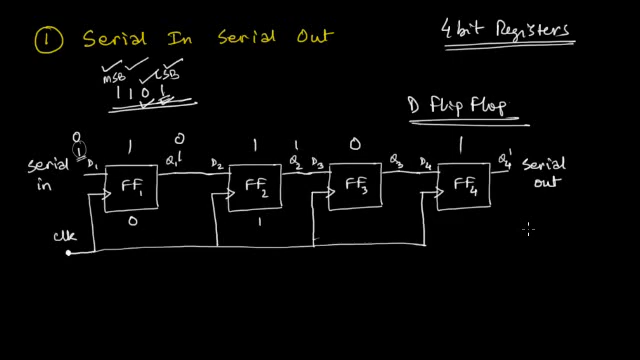 ① Serial In Serial Out
4 bit Registers
MSB LSB
1 1 0 1
D Flip Flop
0
1 0 1 1 0 1
1
Serial in D₁ Q₁' D₂ Q₂ D₃ Q₃ D₄ Q₄' Serial out
FF₁ FF₂ FF₃ FF₄
0 1
clk